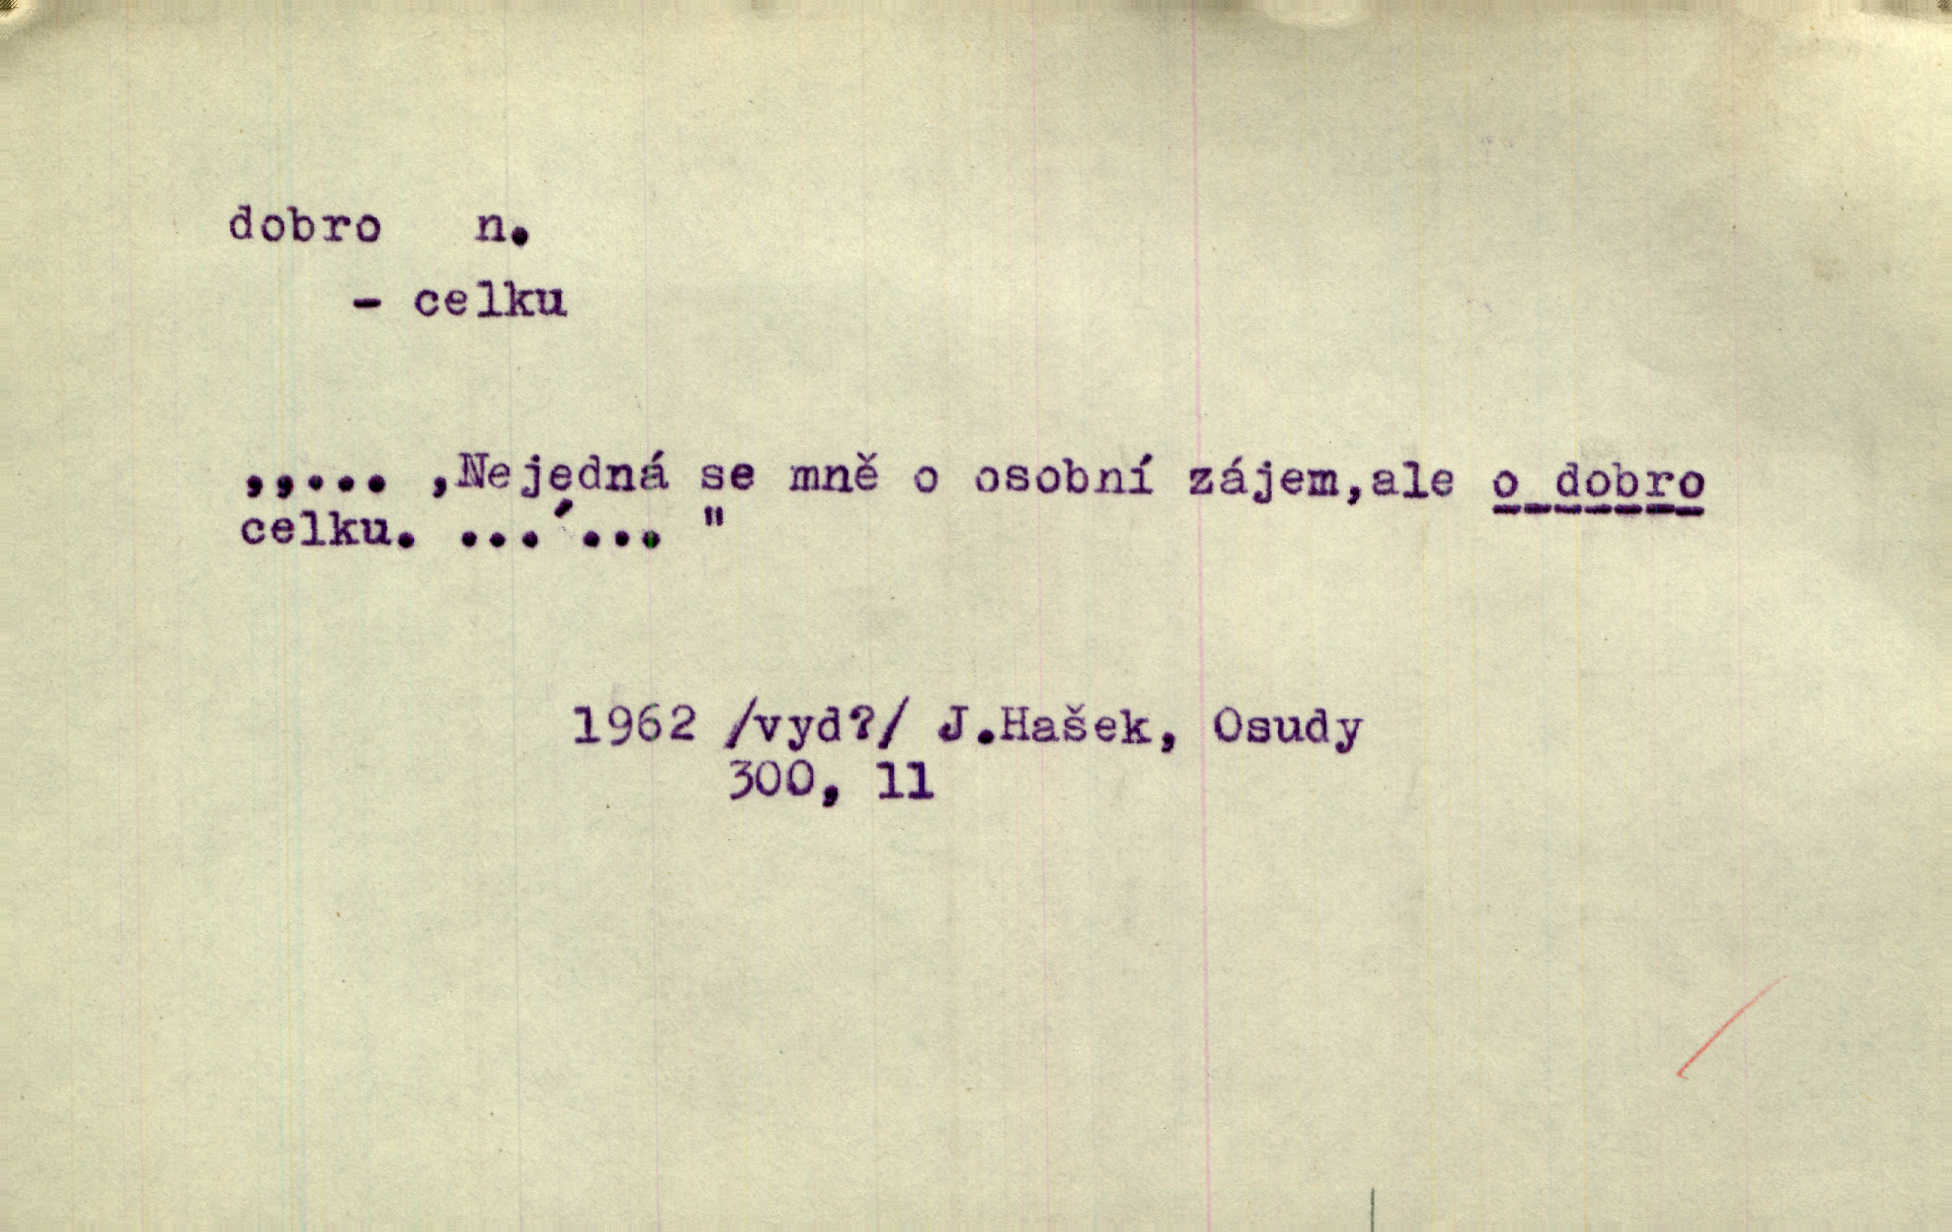 dobro n.
- celku
,,... ,Nejedná se mně o osobní zájem,ale o dobro
celku. ...´... "
1962 /vyd?/ J.Hašek, Osudy
300, 11